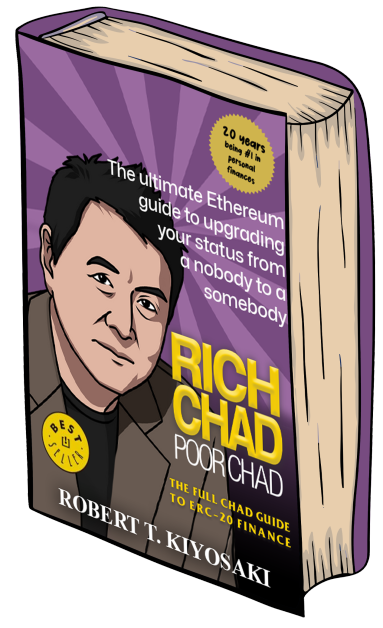 20 years
being #1 in
personal
finances
The ultimate Ethereum
guide to upgrading
your status from
a nobody to a
somebody
RICH
CHAD
POOR CHAD
BEST
SELLER
THE FULL CHAD GUIDE
TO ERC-20 FINANCE
ROBERT T. KIYOSAKI